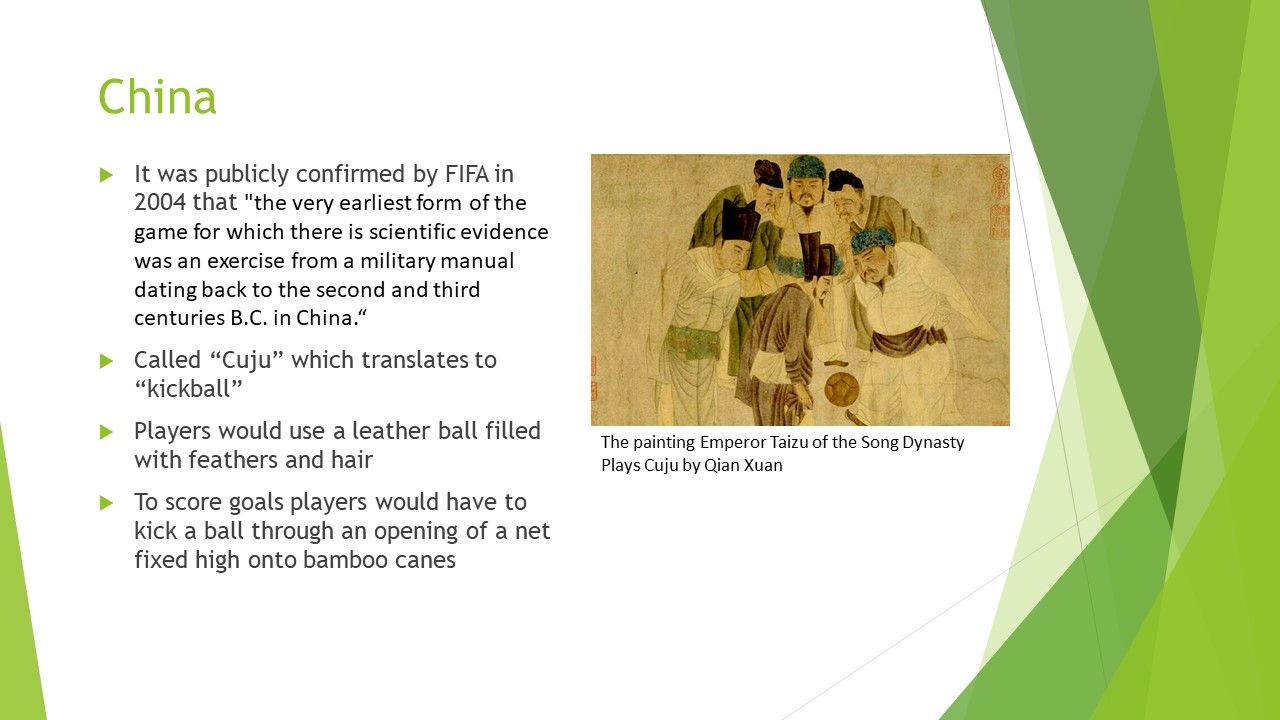 China
It was publicly confirmed by FIFA in
2004 that "the very earliest form of the
game for which there is scientific evidence
was an exercise from a military manual
dating back to the second and third
centuries B.C. in China.“
Called “Cuju” which translates to
“kickball”
Players would use a leather ball filled
with feathers and hair
To score goals players would have to
kick a ball through an opening of a net
fixed high onto bamboo canes
The painting Emperor Taizu of the Song Dynasty
Plays Cuju by Qian Xuan